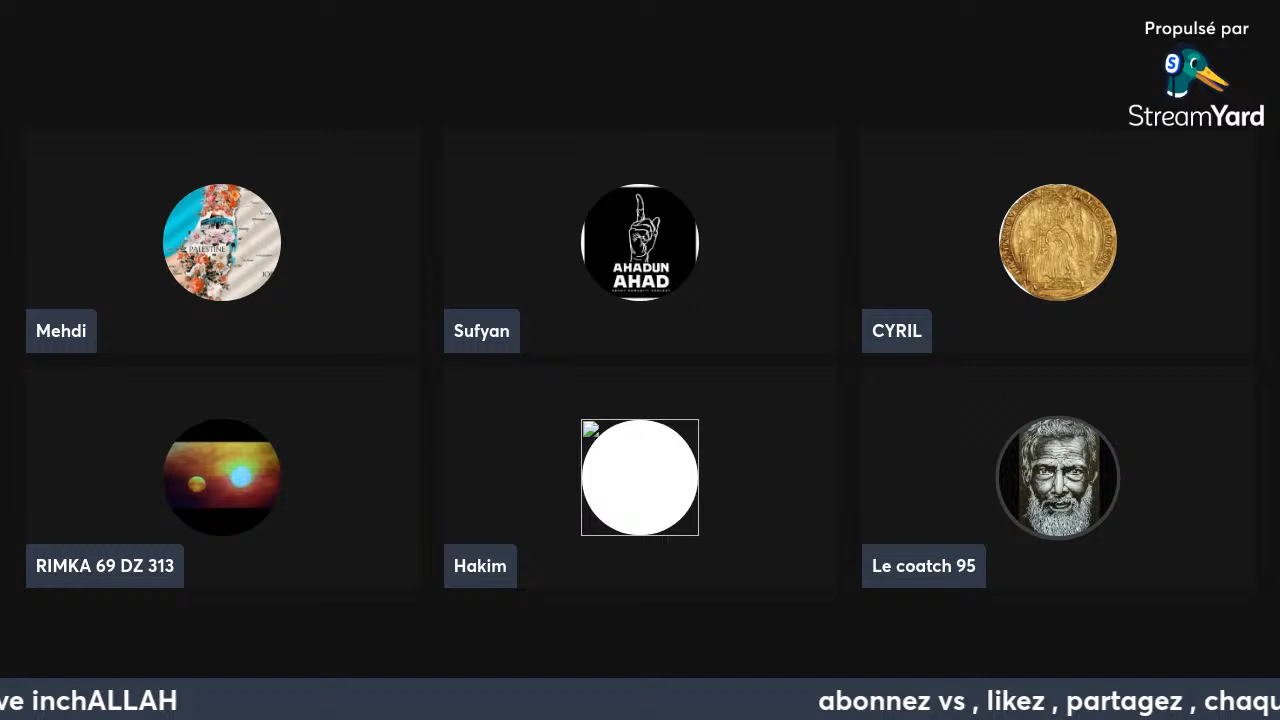 Propulsé par
StreamYard
PALESTINE
AHADUN
AHAD
Mehdi
Sufyan
CYRIL
RIMKA 69 DZ 313
Hakim
Le coatch 95
ve inchALLAH
abonnez vs , likez , partagez , chaqu